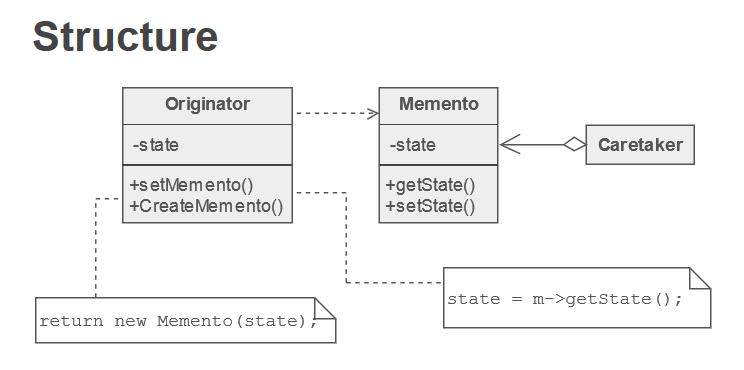 Structure
Originator
-state
+setMemento()
+CreateMemento()
Memento
-state
+getState()
+setState()
Caretaker
return new Memento(state);
state = m->getState();